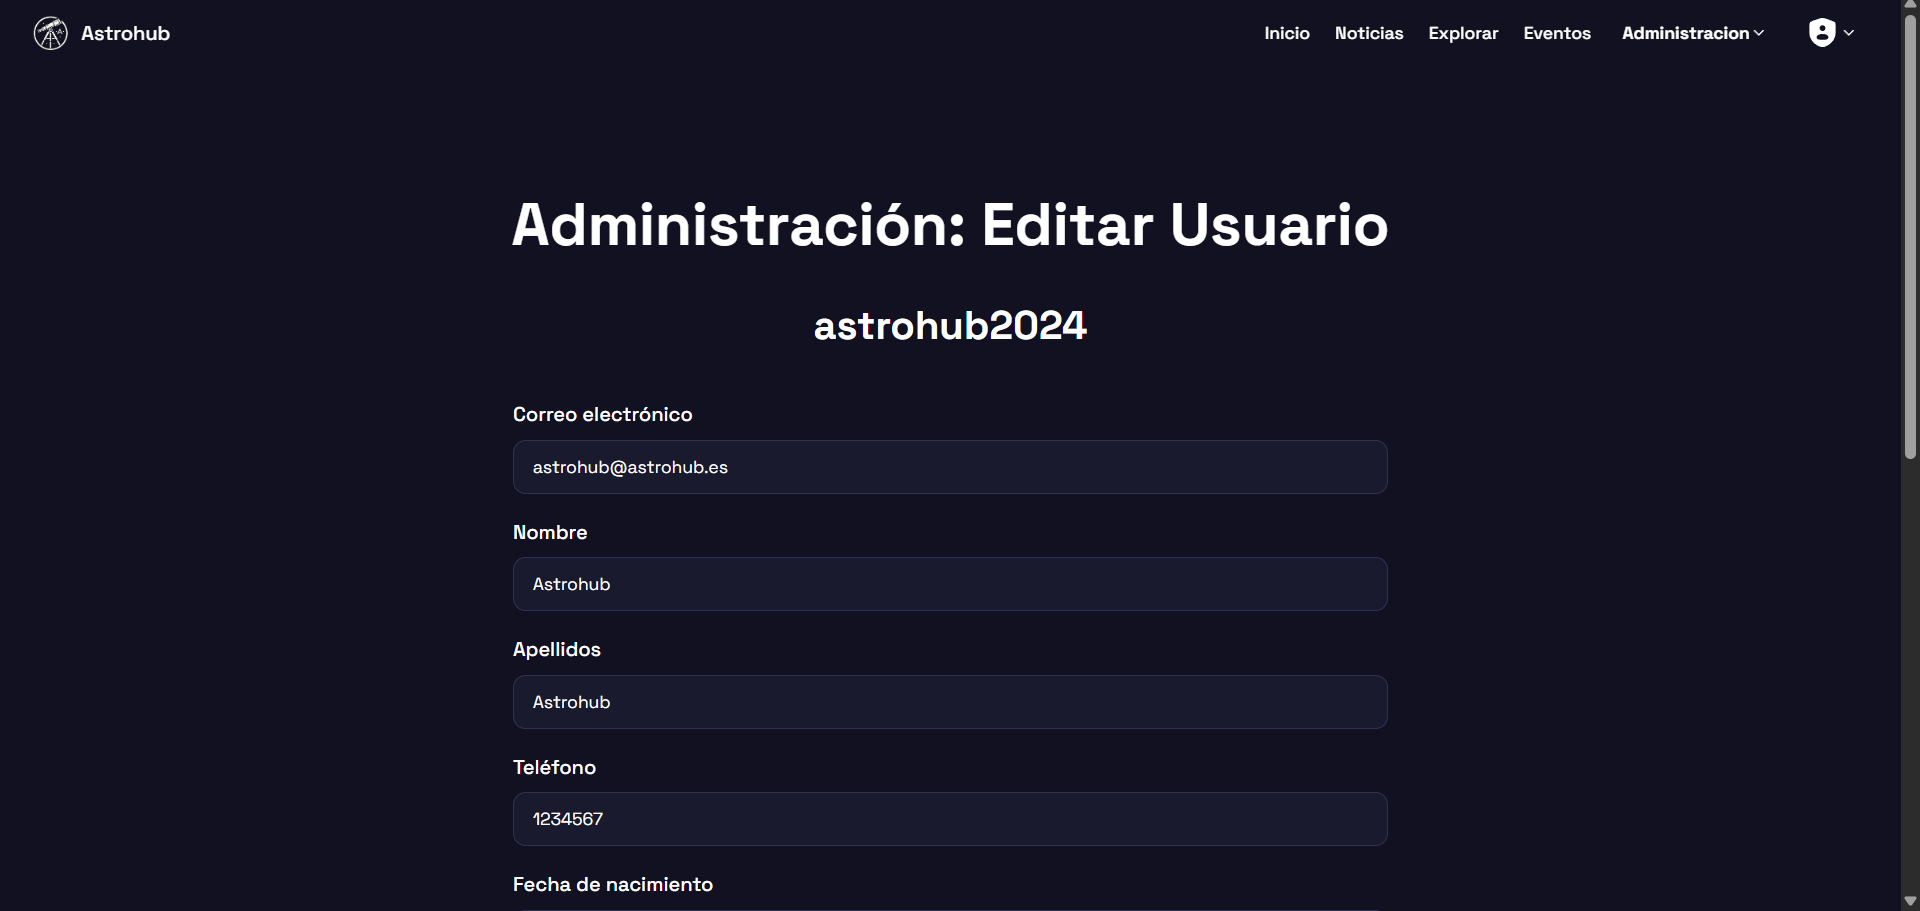 Astrohub
Inicio Noticias Explorar Eventos Administracion
Administración: Editar Usuario
astrohub2024
Correo electrónico
astrohub@astrohub.es
Nombre
Astrohub
Apellidos
Astrohub
Teléfono
1234567
Fecha de nacimiento